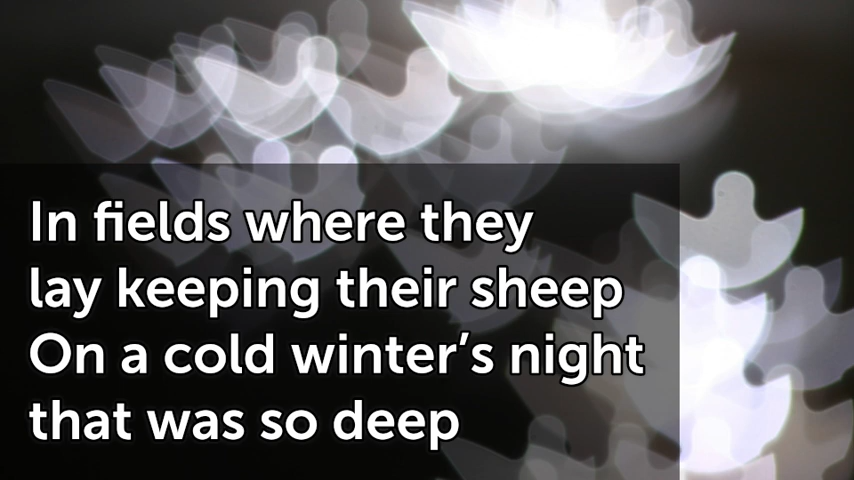 In fields where they
lay keeping their sheep
On a cold winter’s night
that was so deep